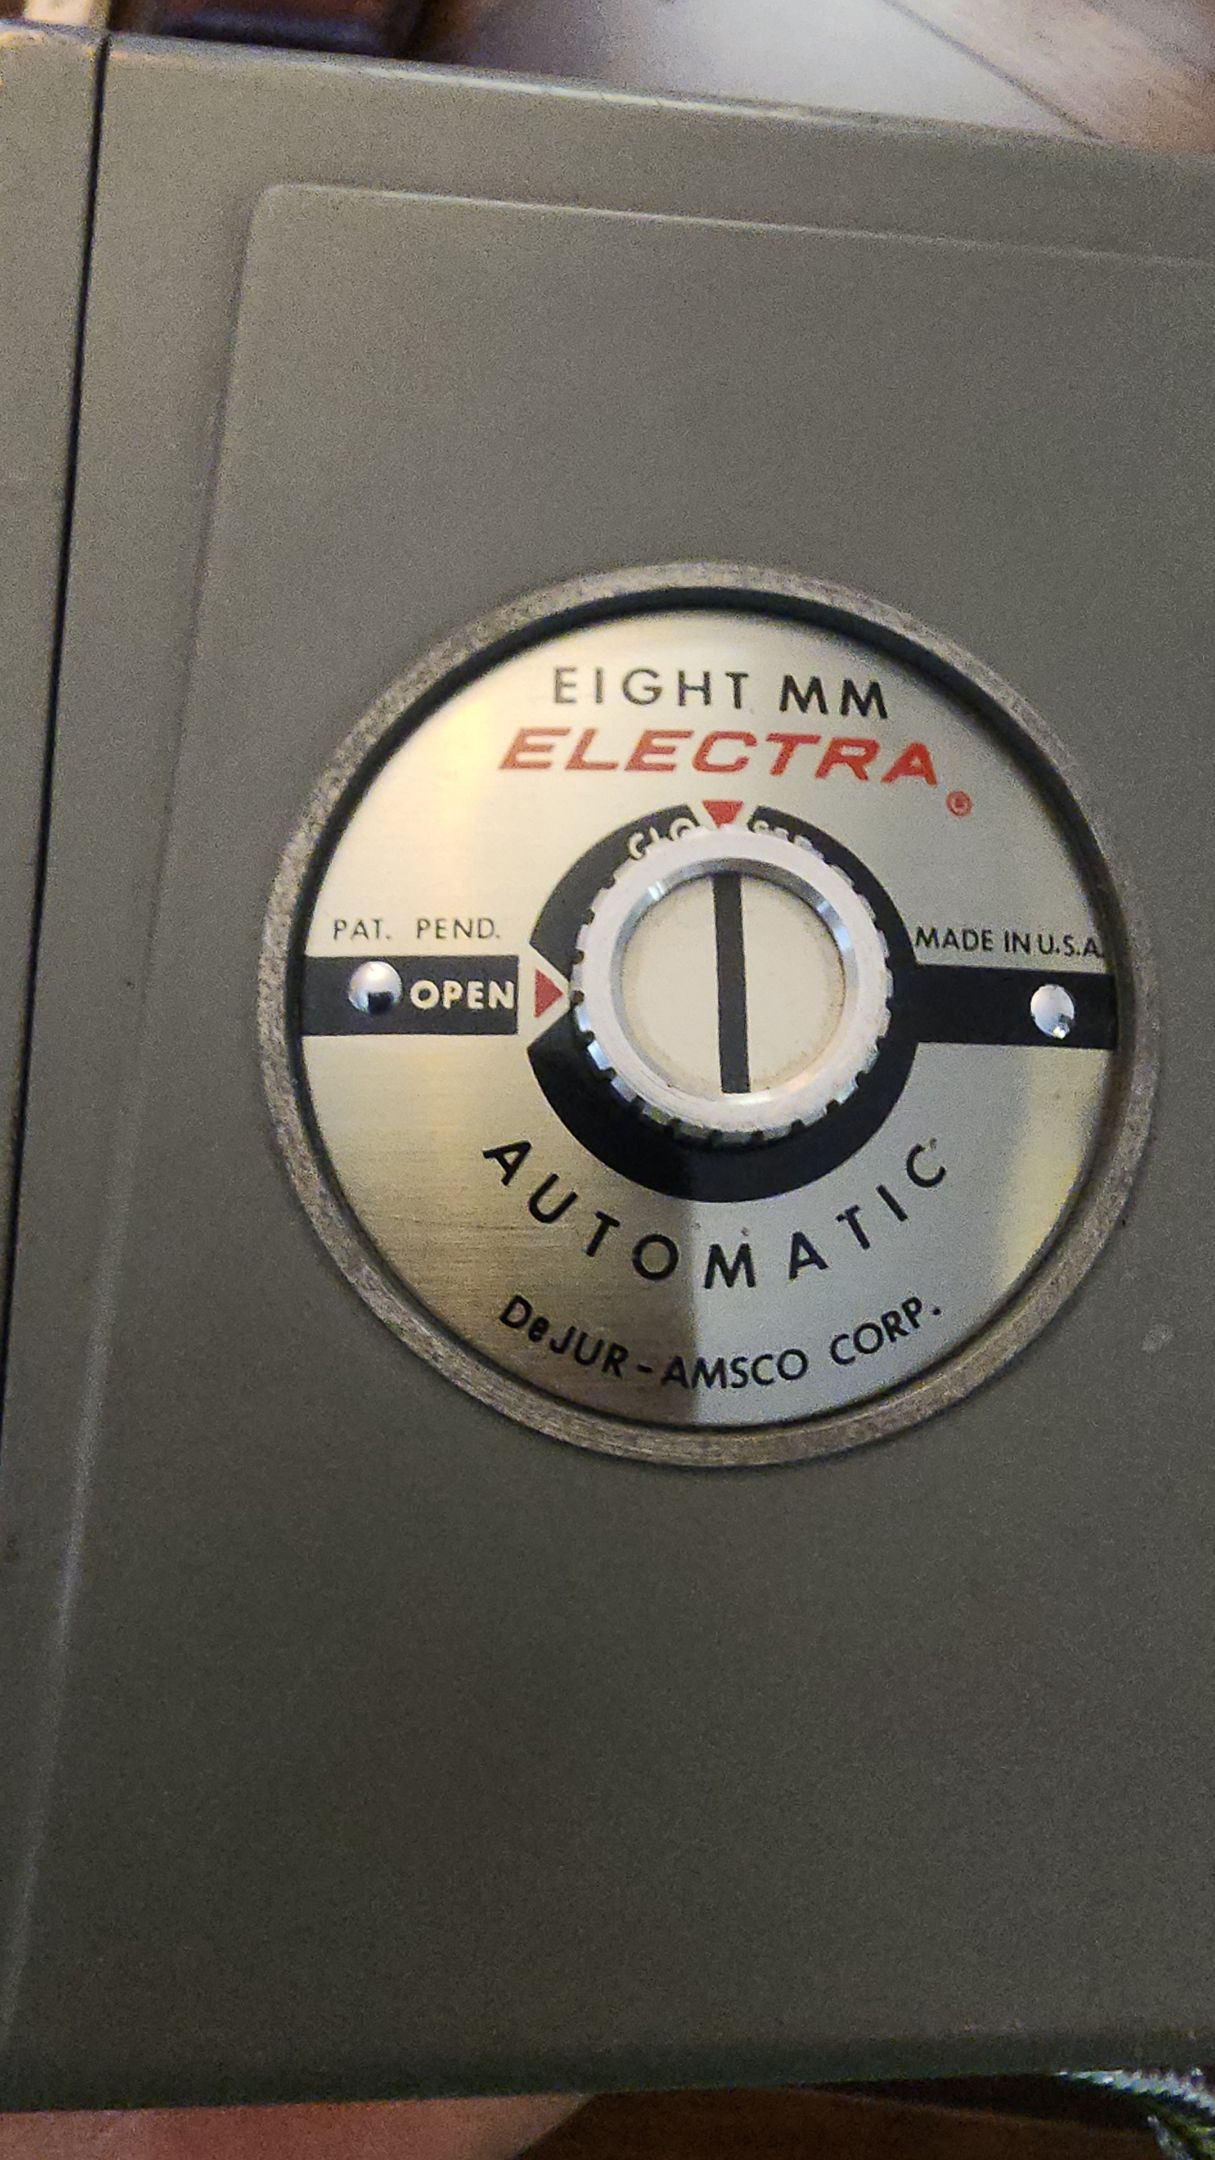 EIGHT MM
ELECTRA ®
PAT. PEND.
MADE IN U.S.A.
OPEN
AUTOMATIC
DeJUR-AMSCO CORP.